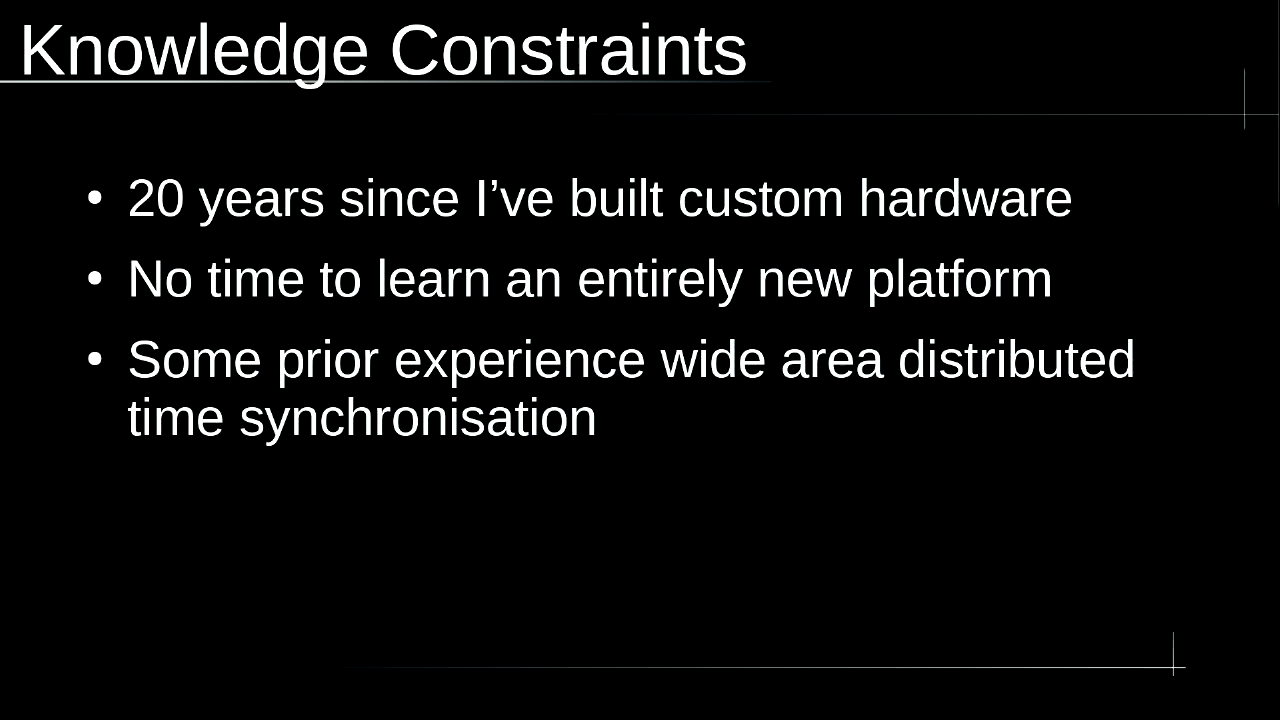 Knowledge Constraints
• 20 years since I’ve built custom hardware
• No time to learn an entirely new platform
• Some prior experience wide area distributed
time synchronisation